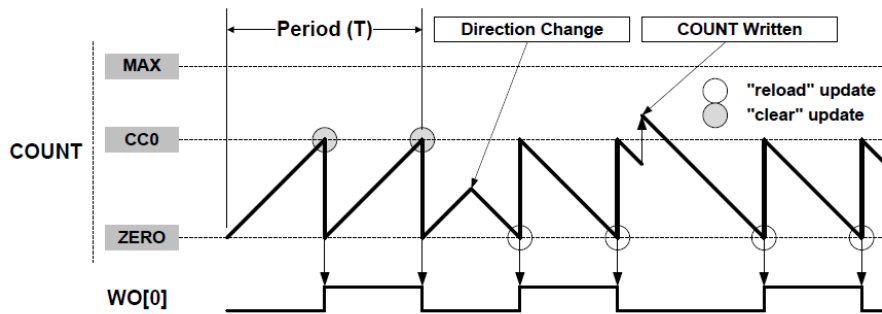 Period (T)
Direction Change
COUNT Written
MAX
"reload" update
"clear" update
CC0
COUNT
ZERO
WO[0]